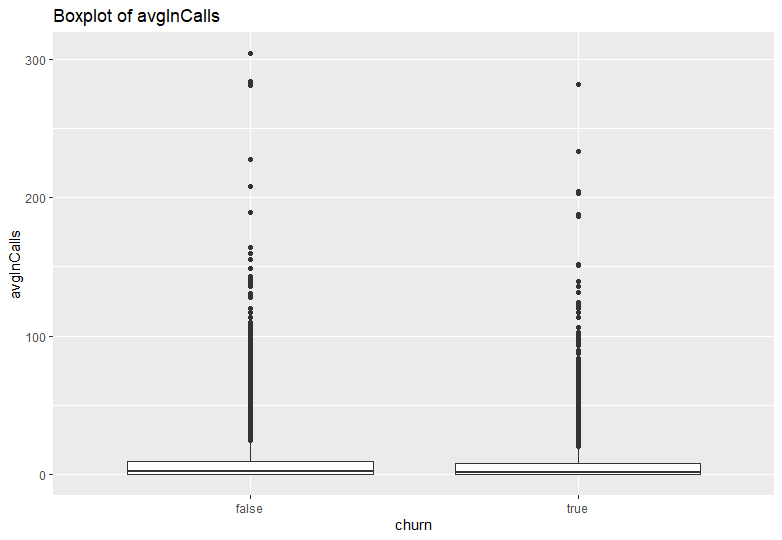 Boxplot of avgInCalls
300
200
100
0
avgInCalls
false
true
churn